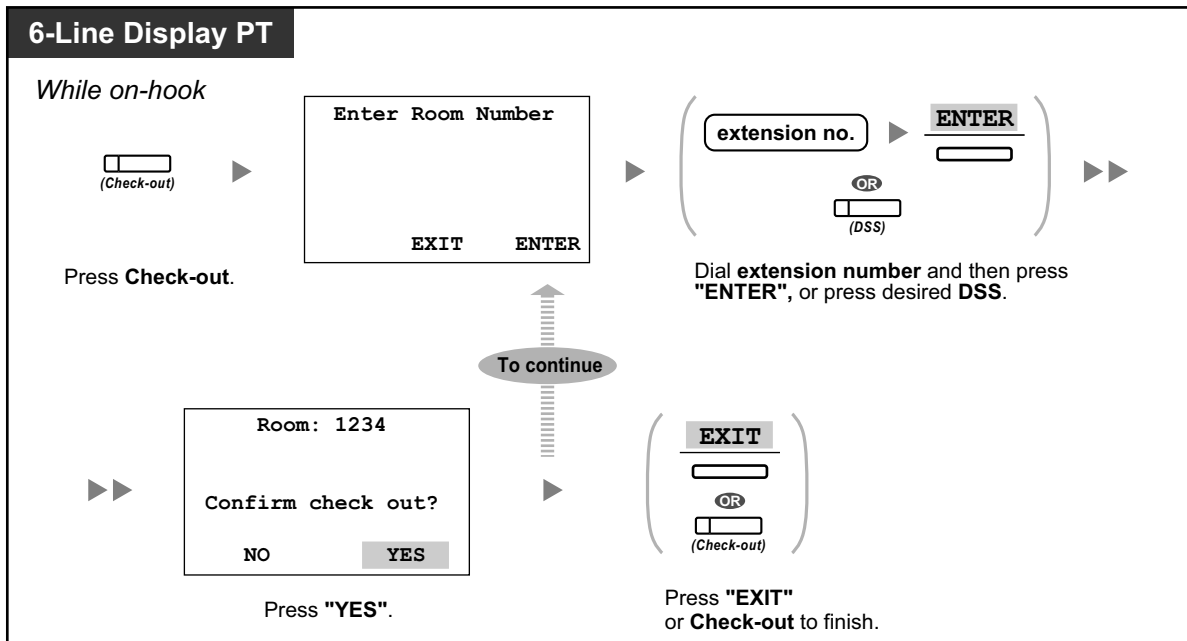 6-Line Display PT
While on-hook
(Check-out)
Press Check-out.
Enter Room Number
EXIT ENTER
extension no.
ENTER
OR
(DSS)
Dial extension number and then press
"ENTER", or press desired DSS.
To continue
Room: 1234
Confirm check out?
NO YES
Press "YES".
EXIT
OR
(Check-out)
Press "EXIT"
or Check-out to finish.